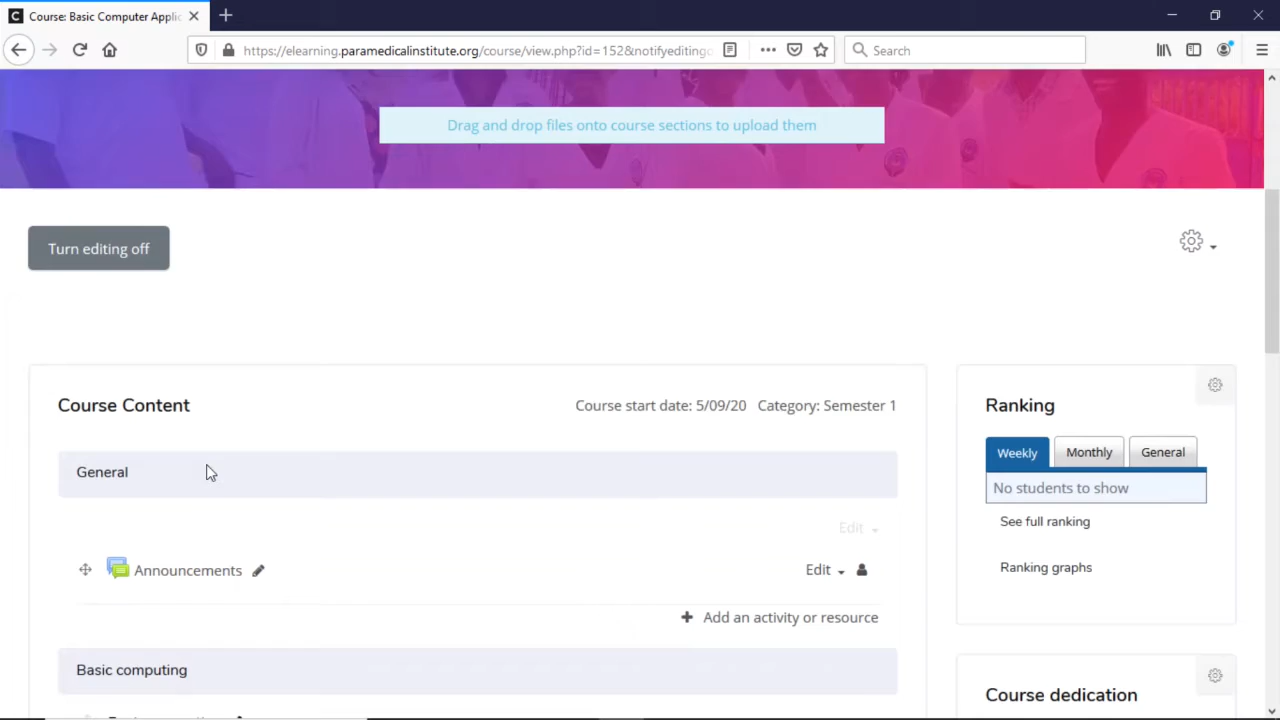 Course: Basic Computer Applic
https://elearning.paramedicalinstitute.org/course/view.php?id=152&notifyeditingc
Search
Drag and drop files onto course sections to upload them
Turn editing off
Course Content
Course start date: 5/09/20 Category: Semester 1
General
Edit
Announcements
Edit
Add an activity or resource
Basic computing
Ranking
Weekly Monthly General
No students to show
See full ranking
Ranking graphs
Course dedication